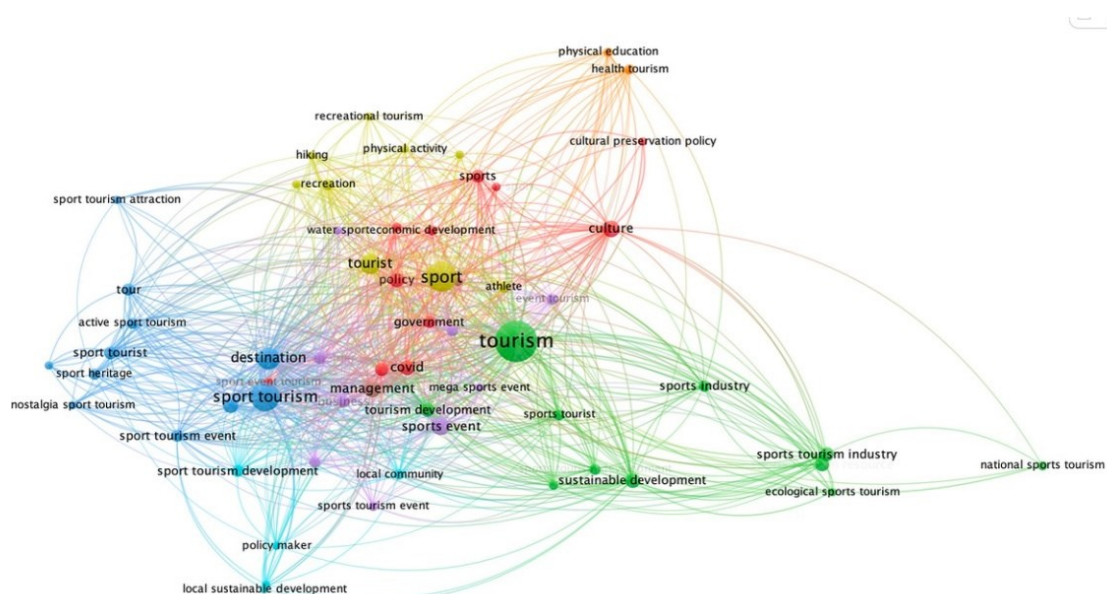 physical education
health tourism
recreational tourism
cultural preservation policy
physical activity
hiking
sports
recreation
sport tourism attraction
water sport
economic development
culture
tourist
sport
policy
athlete
tour
event tourism
active sport tourism
government
tourism
sport tourist
destination
covid
sport heritage
sport event tourism
management
mega sports event
sports industry
sport tourism
business
nostalgia sport tourism
tourism development
sports tourist
sports event
sport tourism event
sports tourism industry
national sports tourism
sport tourism development
local community
sustainable development
ecological sports tourism
sports tourism event
policy maker
local sustainable development